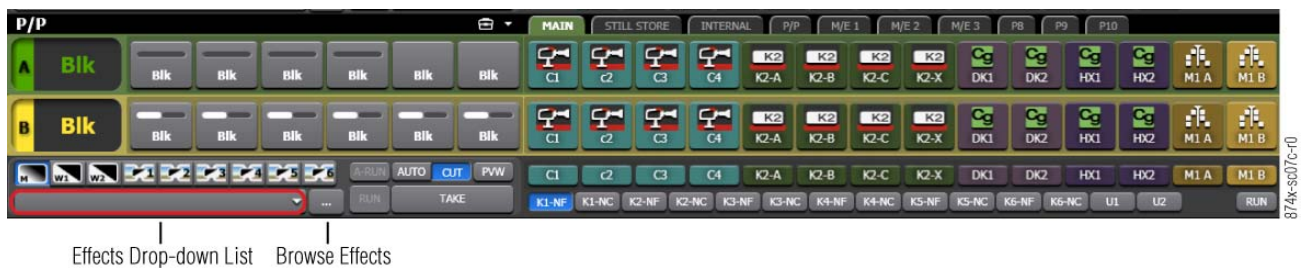 P/P MAIN STILL STORE INTERNAL P/P M/E 1 M/E 2 M/E 3 P8 P9 P10
A Blk Blk Blk Blk Blk Blk Blk C1 c2 C3 C4 K2 K2-A K2 K2-B K2 K2-C K2 K2-X Cg DK1 Cg DK2 Cg HX1 Cg HX2 M1 A M1 B
B Blk Blk Blk Blk Blk Blk Blk C1 c2 C3 C4 K2 K2-A K2 K2-B K2 K2-C K2 K2-X Cg DK1 Cg DK2 Cg HX1 Cg HX2 M1 A M1 B
M W1 W2 1 2 3 4 5 6 A-RUN AUTO CUT PVW C1 c2 C3 C4 K2-A K2-B K2-C K2-X DK1 DK2 HX1 HX2 M1 A M1 B
... RUN TAKE K1-NF K1-NC K2-NF K2-NC K3-NF K3-NC K4-NF K4-NC K5-NF K5-NC K6-NF K6-NC U1 U2 RUN
874x-sc07c-r0
Effects Drop-down List Browse Effects